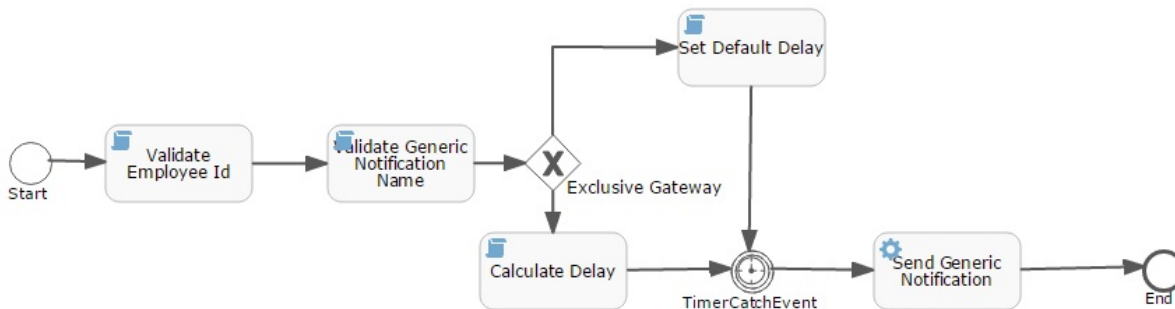 Set Default Delay
Validate
Employee Id
Validate Generic
Notification
Name
Start
Exclusive Gateway
X
Calculate Delay
TimerCatchEvent
Send Generic
Notification
End